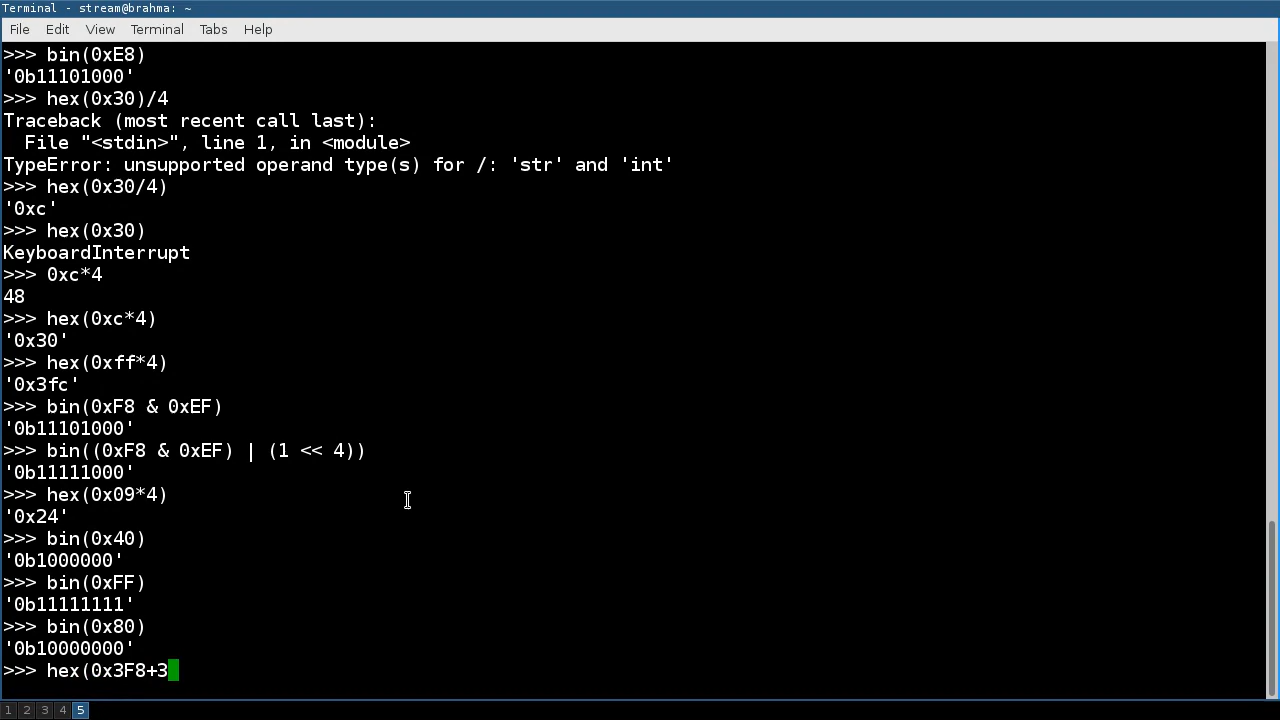 Terminal - stream@brahma: ~
File Edit View Terminal Tabs Help
>>> bin(0xE8)
'0b11101000'
>>> hex(0x30)/4
Traceback (most recent call last):
  File "<stdin>", line 1, in <module>
TypeError: unsupported operand type(s) for /: 'str' and 'int'
>>> hex(0x30/4)
'0xc'
>>> hex(0x30)
KeyboardInterrupt
>>> 0xc*4
48
>>> hex(0xc*4)
'0x30'
>>> hex(0xff*4)
'0x3fc'
>>> bin(0xF8 & 0xEF)
'0b11101000'
>>> bin((0xF8 & 0xEF) | (1 << 4))
'0b11111000'
>>> hex(0x09*4)
'0x24'
>>> bin(0x40)
'0b1000000'
>>> bin(0xFF)
'0b11111111'
>>> bin(0x80)
'0b10000000'
>>> hex(0x3F8+3
1 2 3 4 5